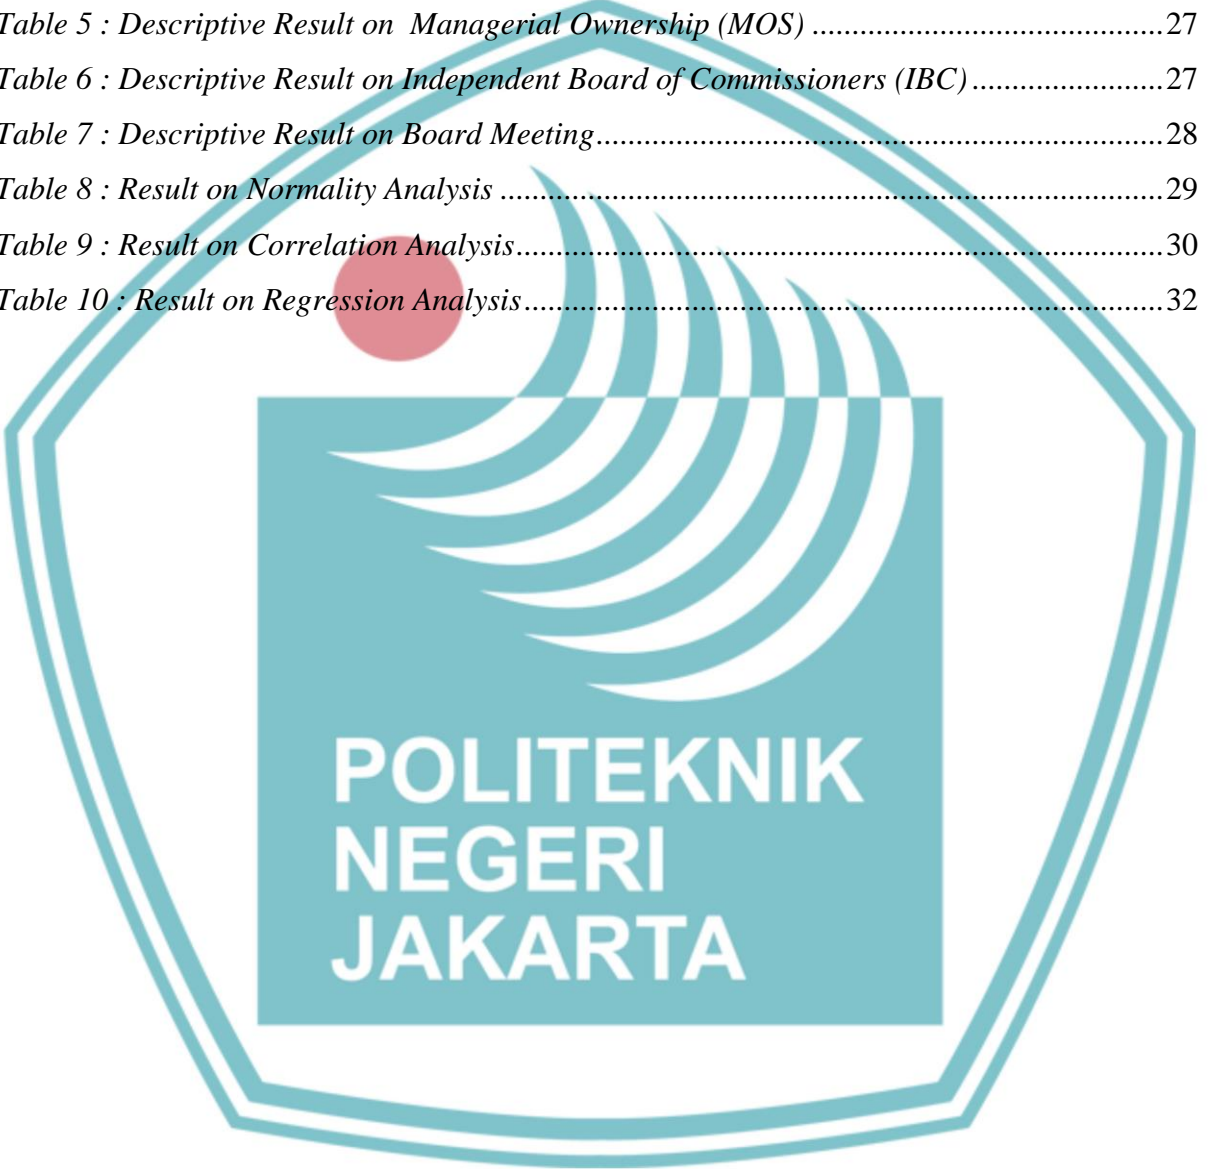 Table 5 : Descriptive Result on Managerial Ownership (MOS) ............................................27
Table 6 : Descriptive Result on Independent Board of Commissioners (IBC) ........................27
Table 7 : Descriptive Result on Board Meeting.......................................................................28
Table 8 : Result on Normality Analysis ...................................................................................29
Table 9 : Result on Correlation Analysis.................................................................................30
Table 10 : Result on Regression Analysis................................................................................32
POLITEKNIK
NEGERI
JAKARTA